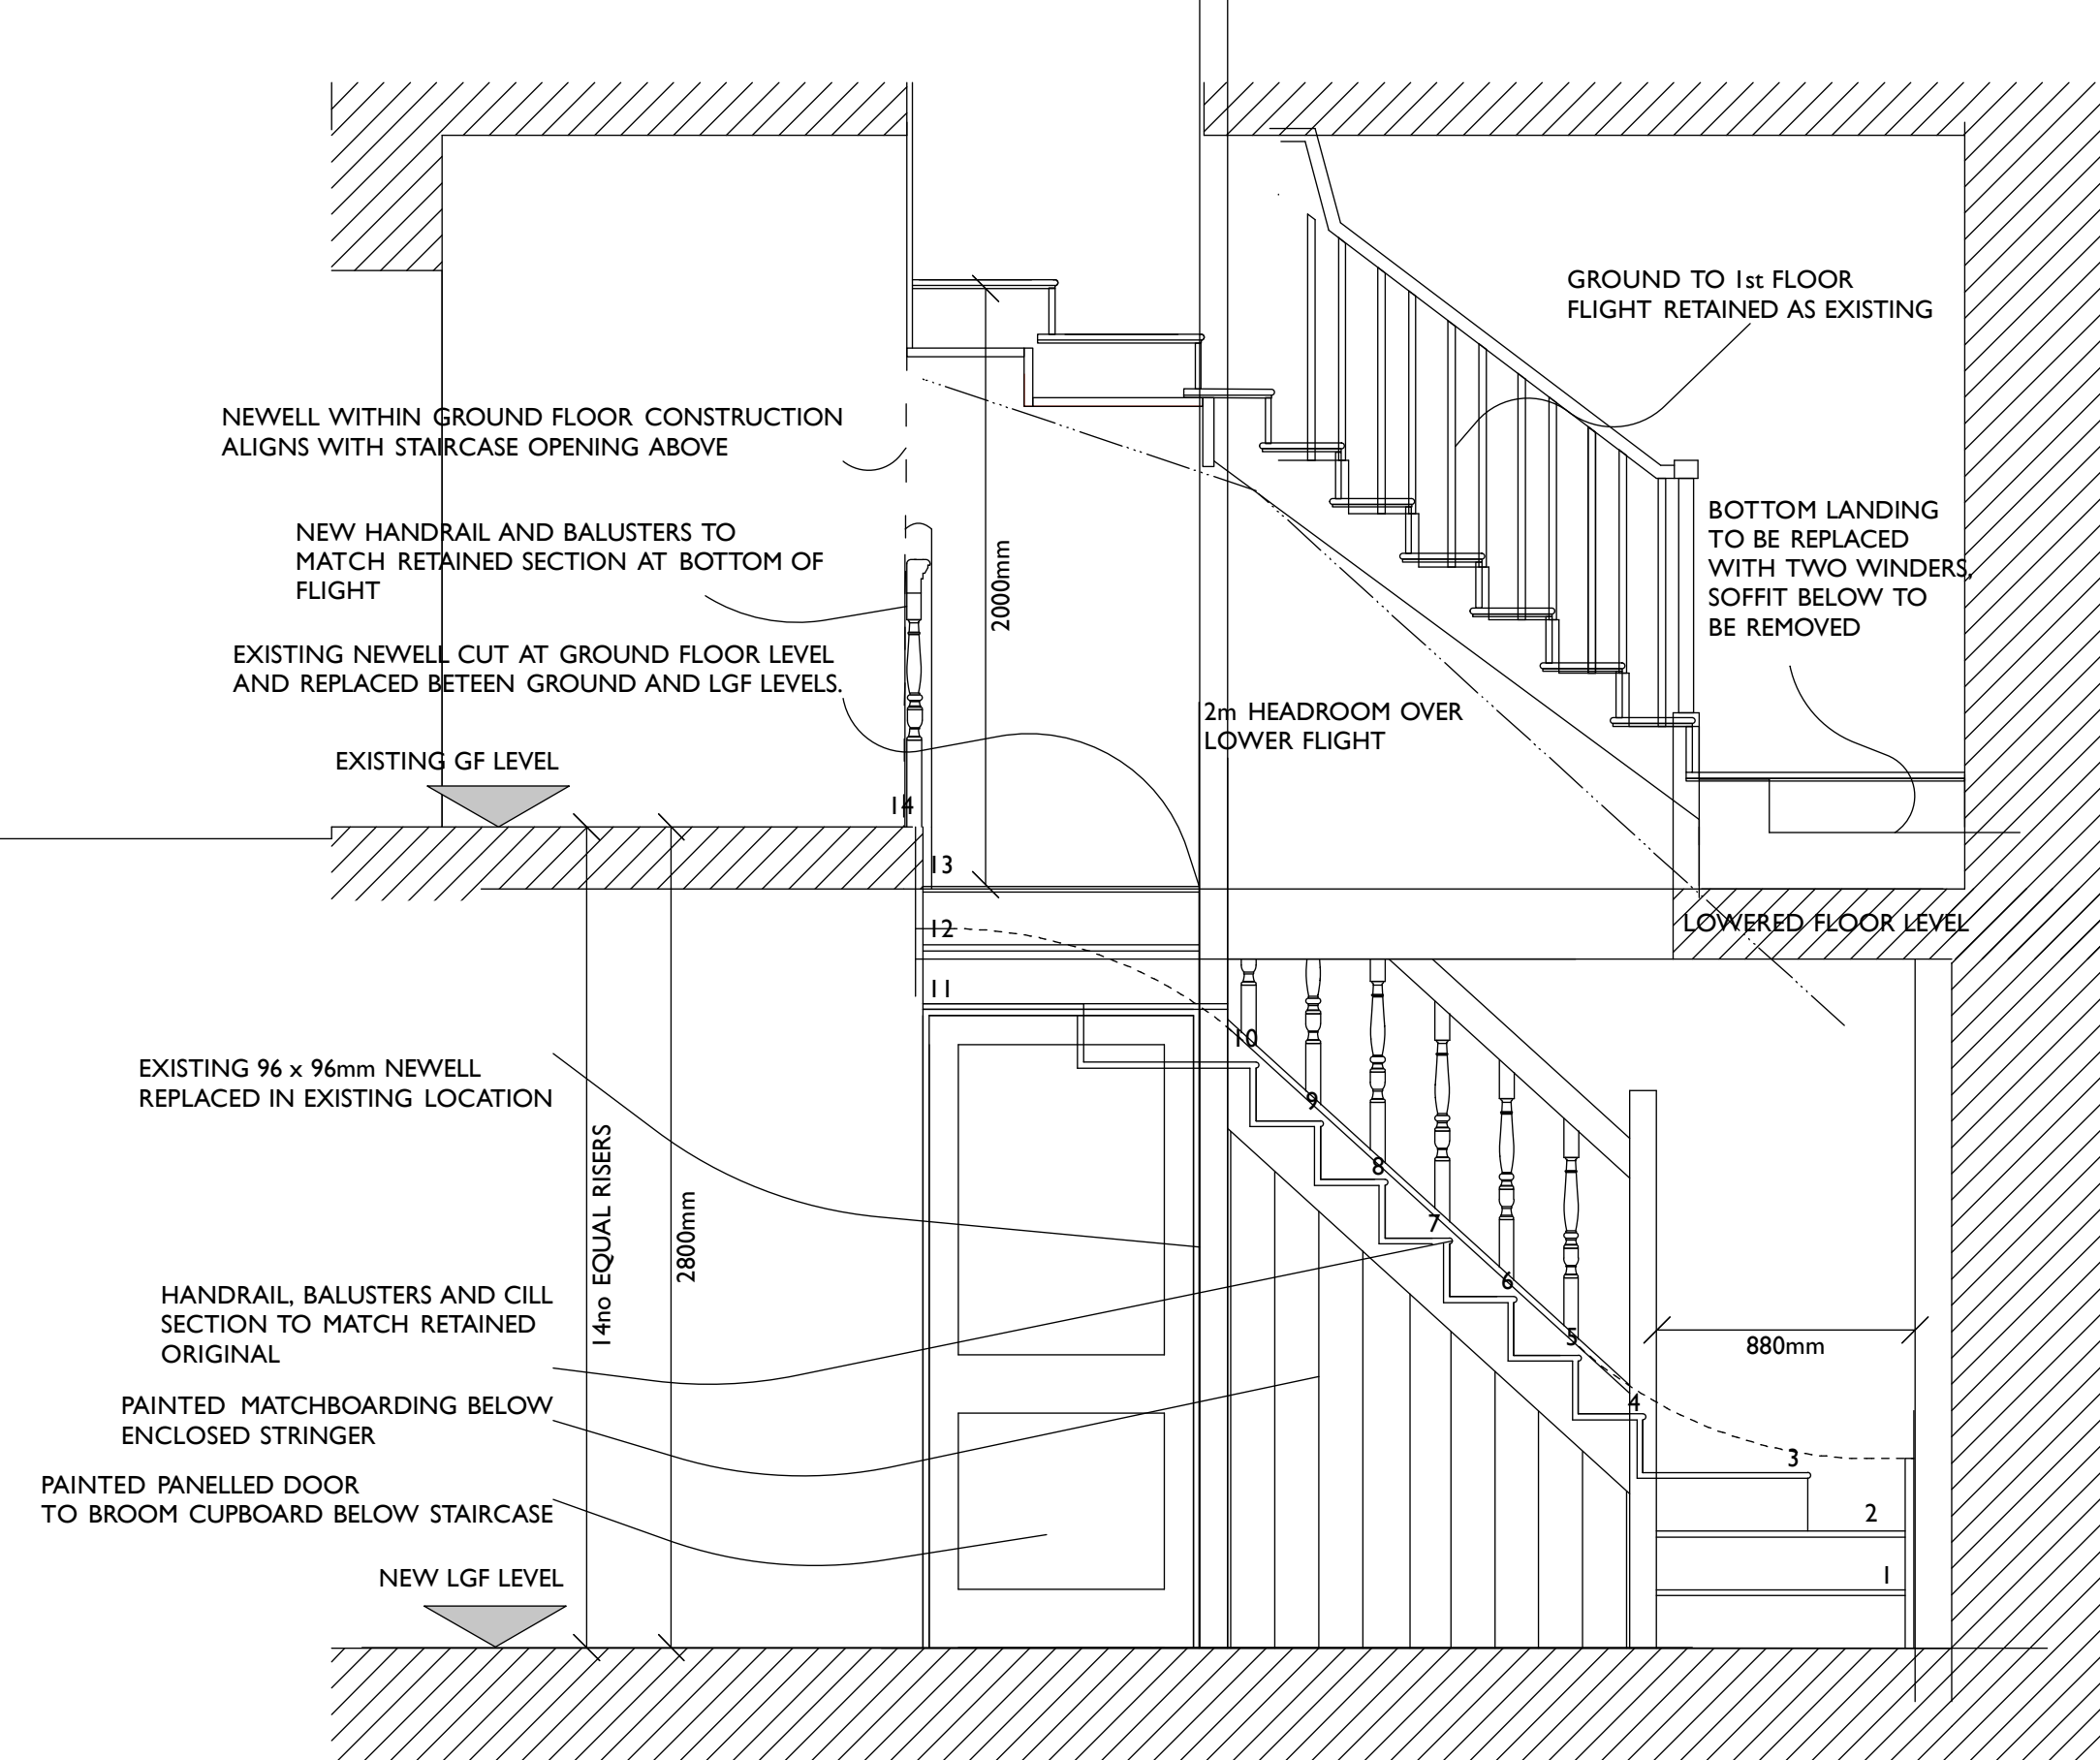 GROUND TO 1st FLOOR
FLIGHT RETAINED AS EXISTING
NEWELL WITHIN GROUND FLOOR CONSTRUCTION
ALIGNS WITH STAIRCASE OPENING ABOVE
NEW HANDRAIL AND BALUSTERS TO
MATCH RETAINED SECTION AT BOTTOM OF
FLIGHT
2000mm
BOTTOM LANDING
TO BE REPLACED
WITH TWO WINDERS,
SOFFIT BELOW TO
BE REMOVED
EXISTING NEWELL CUT AT GROUND FLOOR LEVEL
AND REPLACED BETEEN GROUND AND LGF LEVELS.
2m HEADROOM OVER
LOWER FLIGHT
EXISTING GF LEVEL
14
13
12
11
LOWERED FLOOR LEVEL
10
9
8
7
6
5
4
3
2
1
EXISTING 96 x 96mm NEWELL
REPLACED IN EXISTING LOCATION
14no EQUAL RISERS
2800mm
880mm
HANDRAIL, BALUSTERS AND CILL
SECTION TO MATCH RETAINED
ORIGINAL
PAINTED MATCHBOARDING BELOW
ENCLOSED STRINGER
PAINTED PANELLED DOOR
TO BROOM CUPBOARD BELOW STAIRCASE
NEW LGF LEVEL